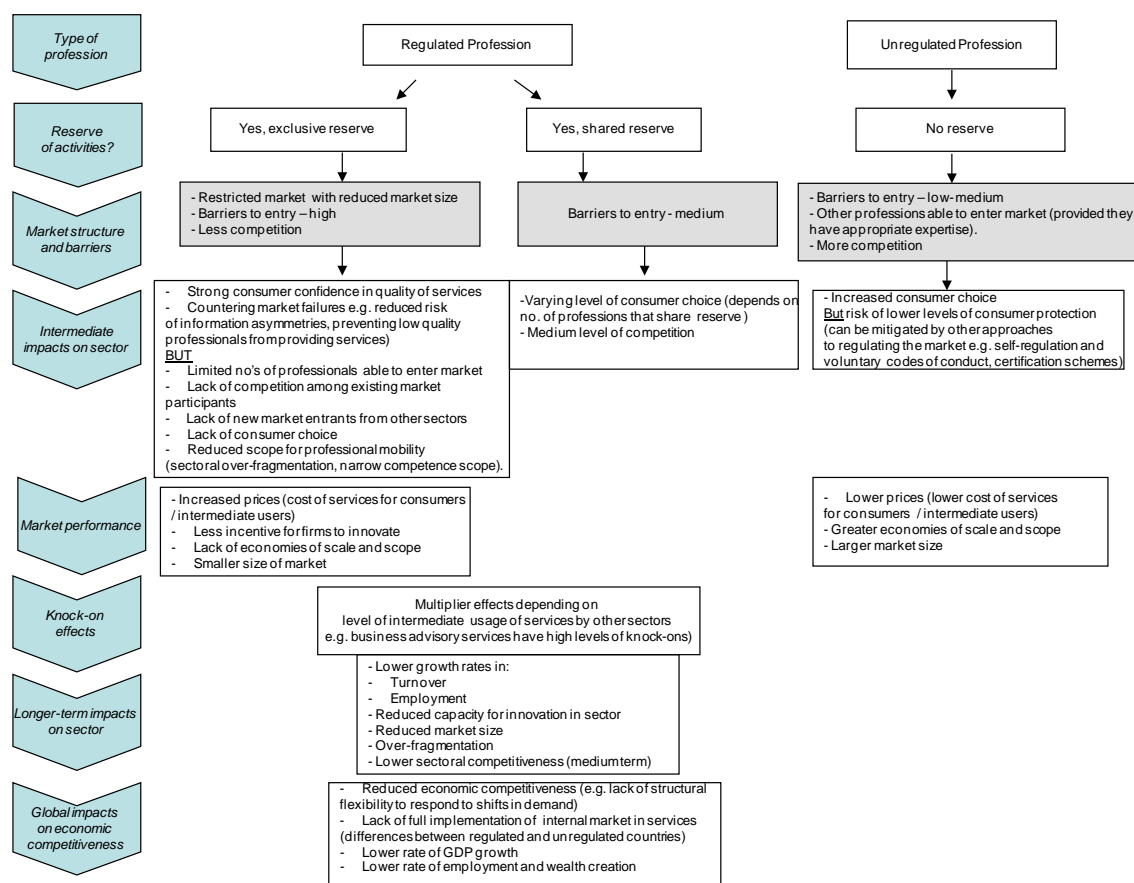 Type of
profession
Regulated Profession
Unregulated Profession
Reserve
of activities?
Yes, exclusive reserve
Yes, shared reserve
No reserve
Market structure
and barriers
- Restricted market with reduced market size
- Barriers to entry – high
- Less competition
Barriers to entry - medium
- Barriers to entry – low-medium
- Other professions able to enter market (provided they
have appropriate expertise).
- More competition
Intermediate
impacts on sector
- Strong consumer confidence in quality of services
- Countering market failures e.g. reduced risk
of information asymmetries, preventing low quality
professionals from providing services)
BUT
- Limited no's of professionals able to enter market
- Lack of competition among existing market
participants
- Lack of new market entrants from other sectors
- Lack of consumer choice
- Reduced scope for professional mobility
(sectoral over-fragmentation, narrow competence scope).
-Varying level of consumer choice (depends on
no. of professions that share reserve )
- Medium level of competition
- Increased consumer choice
But risk of lower levels of consumer protection
(can be mitigated by other approaches
to regulating the market e.g. self-regulation and
voluntary codes of conduct, certification schemes)
Market performance
- Increased prices (cost of services for consumers
/ intermediate users)
- Less incentive for firms to innovate
- Lack of economies of scale and scope
- Smaller size of market
- Lower prices (lower cost of services
for consumers / intermediate users)
- Greater economies of scale and scope
- Larger market size
Knock-on
effects
Multiplier effects depending on
level of intermediate usage of services by other sectors
e.g. business advisory services have high levels of knock-ons)
Longer-term impacts
on sector
- Lower growth rates in:
- Turnover
- Employment
- Reduced capacity for innovation in sector
- Reduced market size
- Over-fragmentation
- Lower sectoral competitiveness (medium term)
Global impacts
on economic
competitiveness
- Reduced economic competitiveness (e.g. lack of structural
flexibility to respond to shifts in demand)
- Lack of full implementation of internal market in services
(differences between regulated and unregulated countries)
- Lower rate of GDP growth
- Lower rate of employment and wealth creation